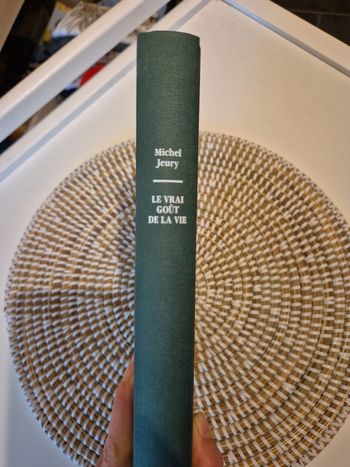 Michel
Jeury
LE VRAI
GOÛT
DE LA VIE